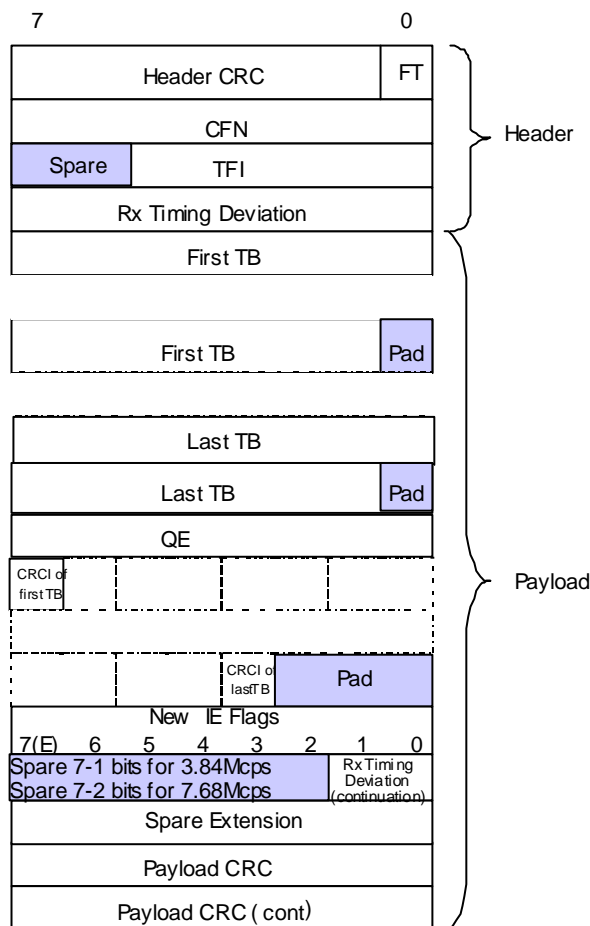 7 0
Header CRC FT
CFN
Spare TFI
Rx Timing Deviation
Header
First TB
First TB Pad
Last TB
Last TB Pad
QE
CRCI of
first TB
Payload
CRCI of
lastTB
Pad
New IE Flags
7(E) 6 5 4 3 2 1 0
Spare 7-1 bits for 3.84Mcps
Spare 7-2 bits for 7.68Mcps
Rx Timing
Deviation
(continuation)
Spare Extension
Payload CRC
Payload CRC ( cont)